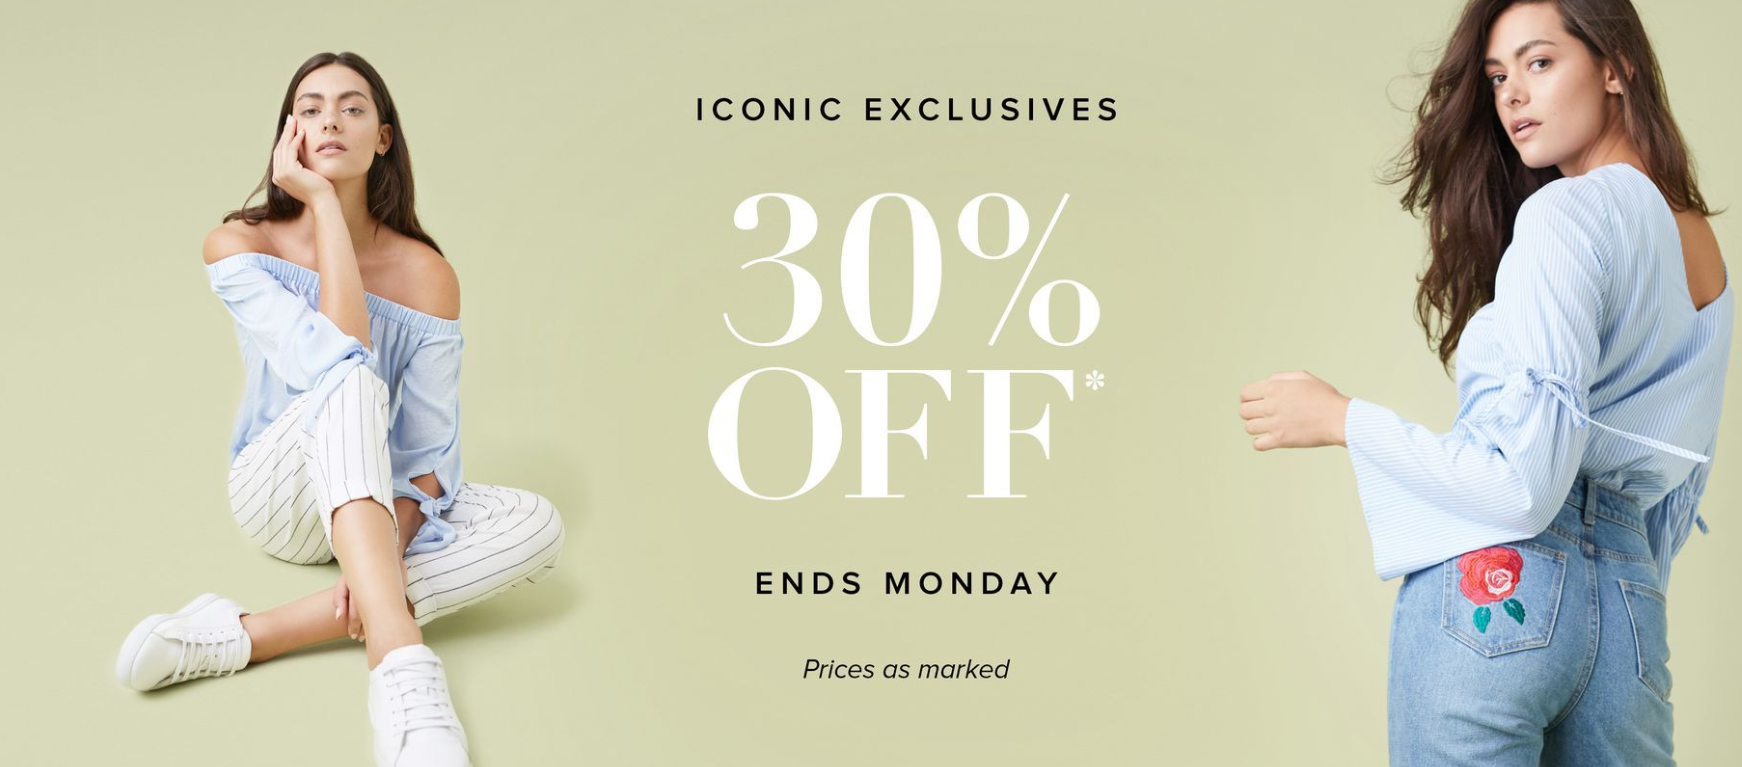 ICONIC EXCLUSIVES
30%
OFF*
ENDS MONDAY
Prices as marked